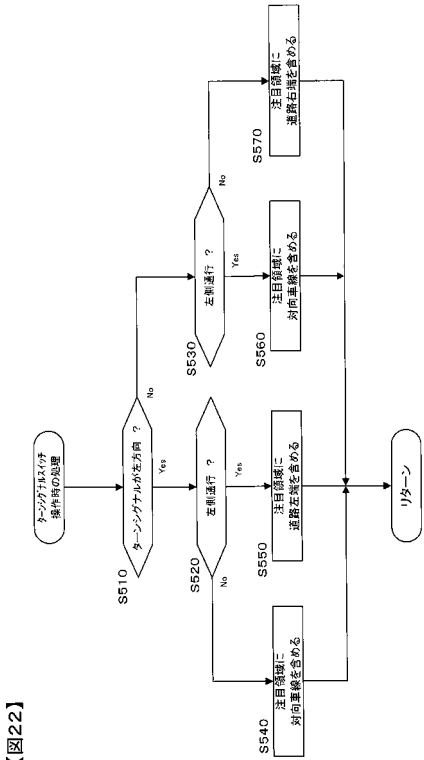 【図22】
ターンシグナルスイッチ
操作時の処理
S510
ターンシグナルが左方向 ?
Yes
No
S520
左側通行 ?
No
Yes
S530
左側通行 ?
Yes
No
S540
注目領域に
対向車線を含める
S550
注目領域に
道路左端を含める
S560
注目領域に
対向車線を含める
S570
注目領域に
道路右端を含める
リターン